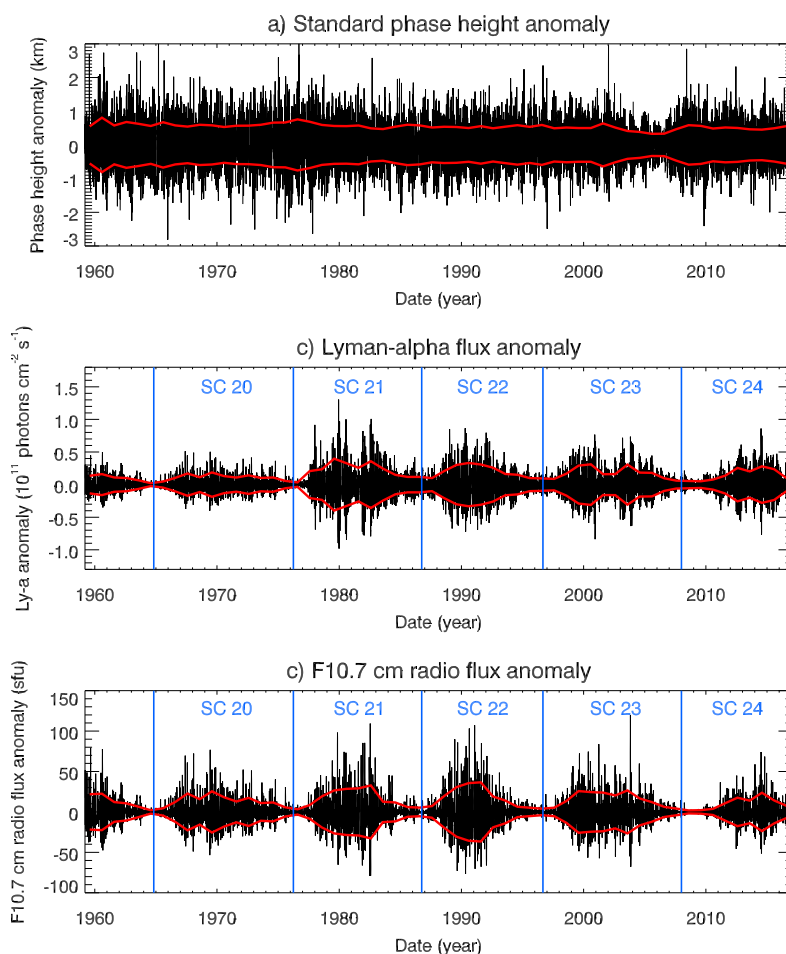 a) Standard phase height anomaly
Phase height anomaly (km)
3
2
1
0
-1
-2
-3
1960 1970 1980 1990 2000 2010
Date (year)
c) Lyman-alpha flux anomaly
Ly-a anomaly (10¹¹ photons cm⁻² s⁻¹)
SC 20 SC 21 SC 22 SC 23 SC 24
1.5
1.0
0.5
0.0
-0.5
-1.0
1960 1970 1980 1990 2000 2010
Date (year)
c) F10.7 cm radio flux anomaly
F10.7 cm radio flux anomaly (sfu)
150
SC 20 SC 21 SC 22 SC 23 SC 24
100
50
0
-50
-100
1960 1970 1980 1990 2000 2010
Date (year)